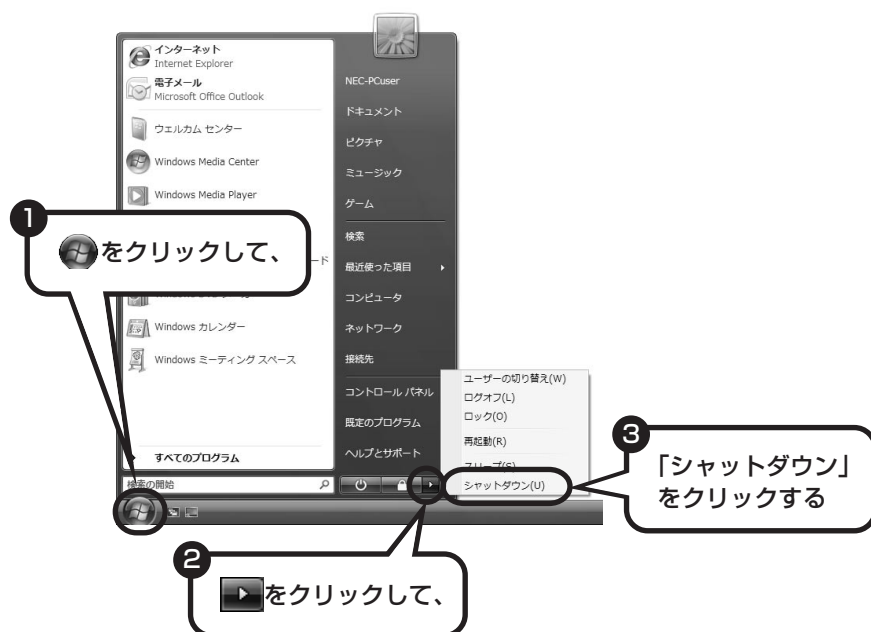 インターネット
Internet Explorer
電子メール
Microsoft Office Outlook
ウェルカム センター
Windows Media Center
Windows Media Player
ード
Windows カレンダー
Windows ミーティング スペース
すべてのプログラム
検索の開始
NEC-PCuser
ドキュメント
ピクチャ
ミュージック
ゲーム
検索
最近使った項目
コンピュータ
ネットワーク
接続先
コントロール パネル
既定のプログラム
ヘルプとサポート
ユーザーの切り替え(W)
ログオフ(L)
ロック(O)
再起動(R)
スリープ(S)
シャットダウン(U)
1
をクリックして、
2
をクリックして、
3
「シャットダウン」
をクリックする